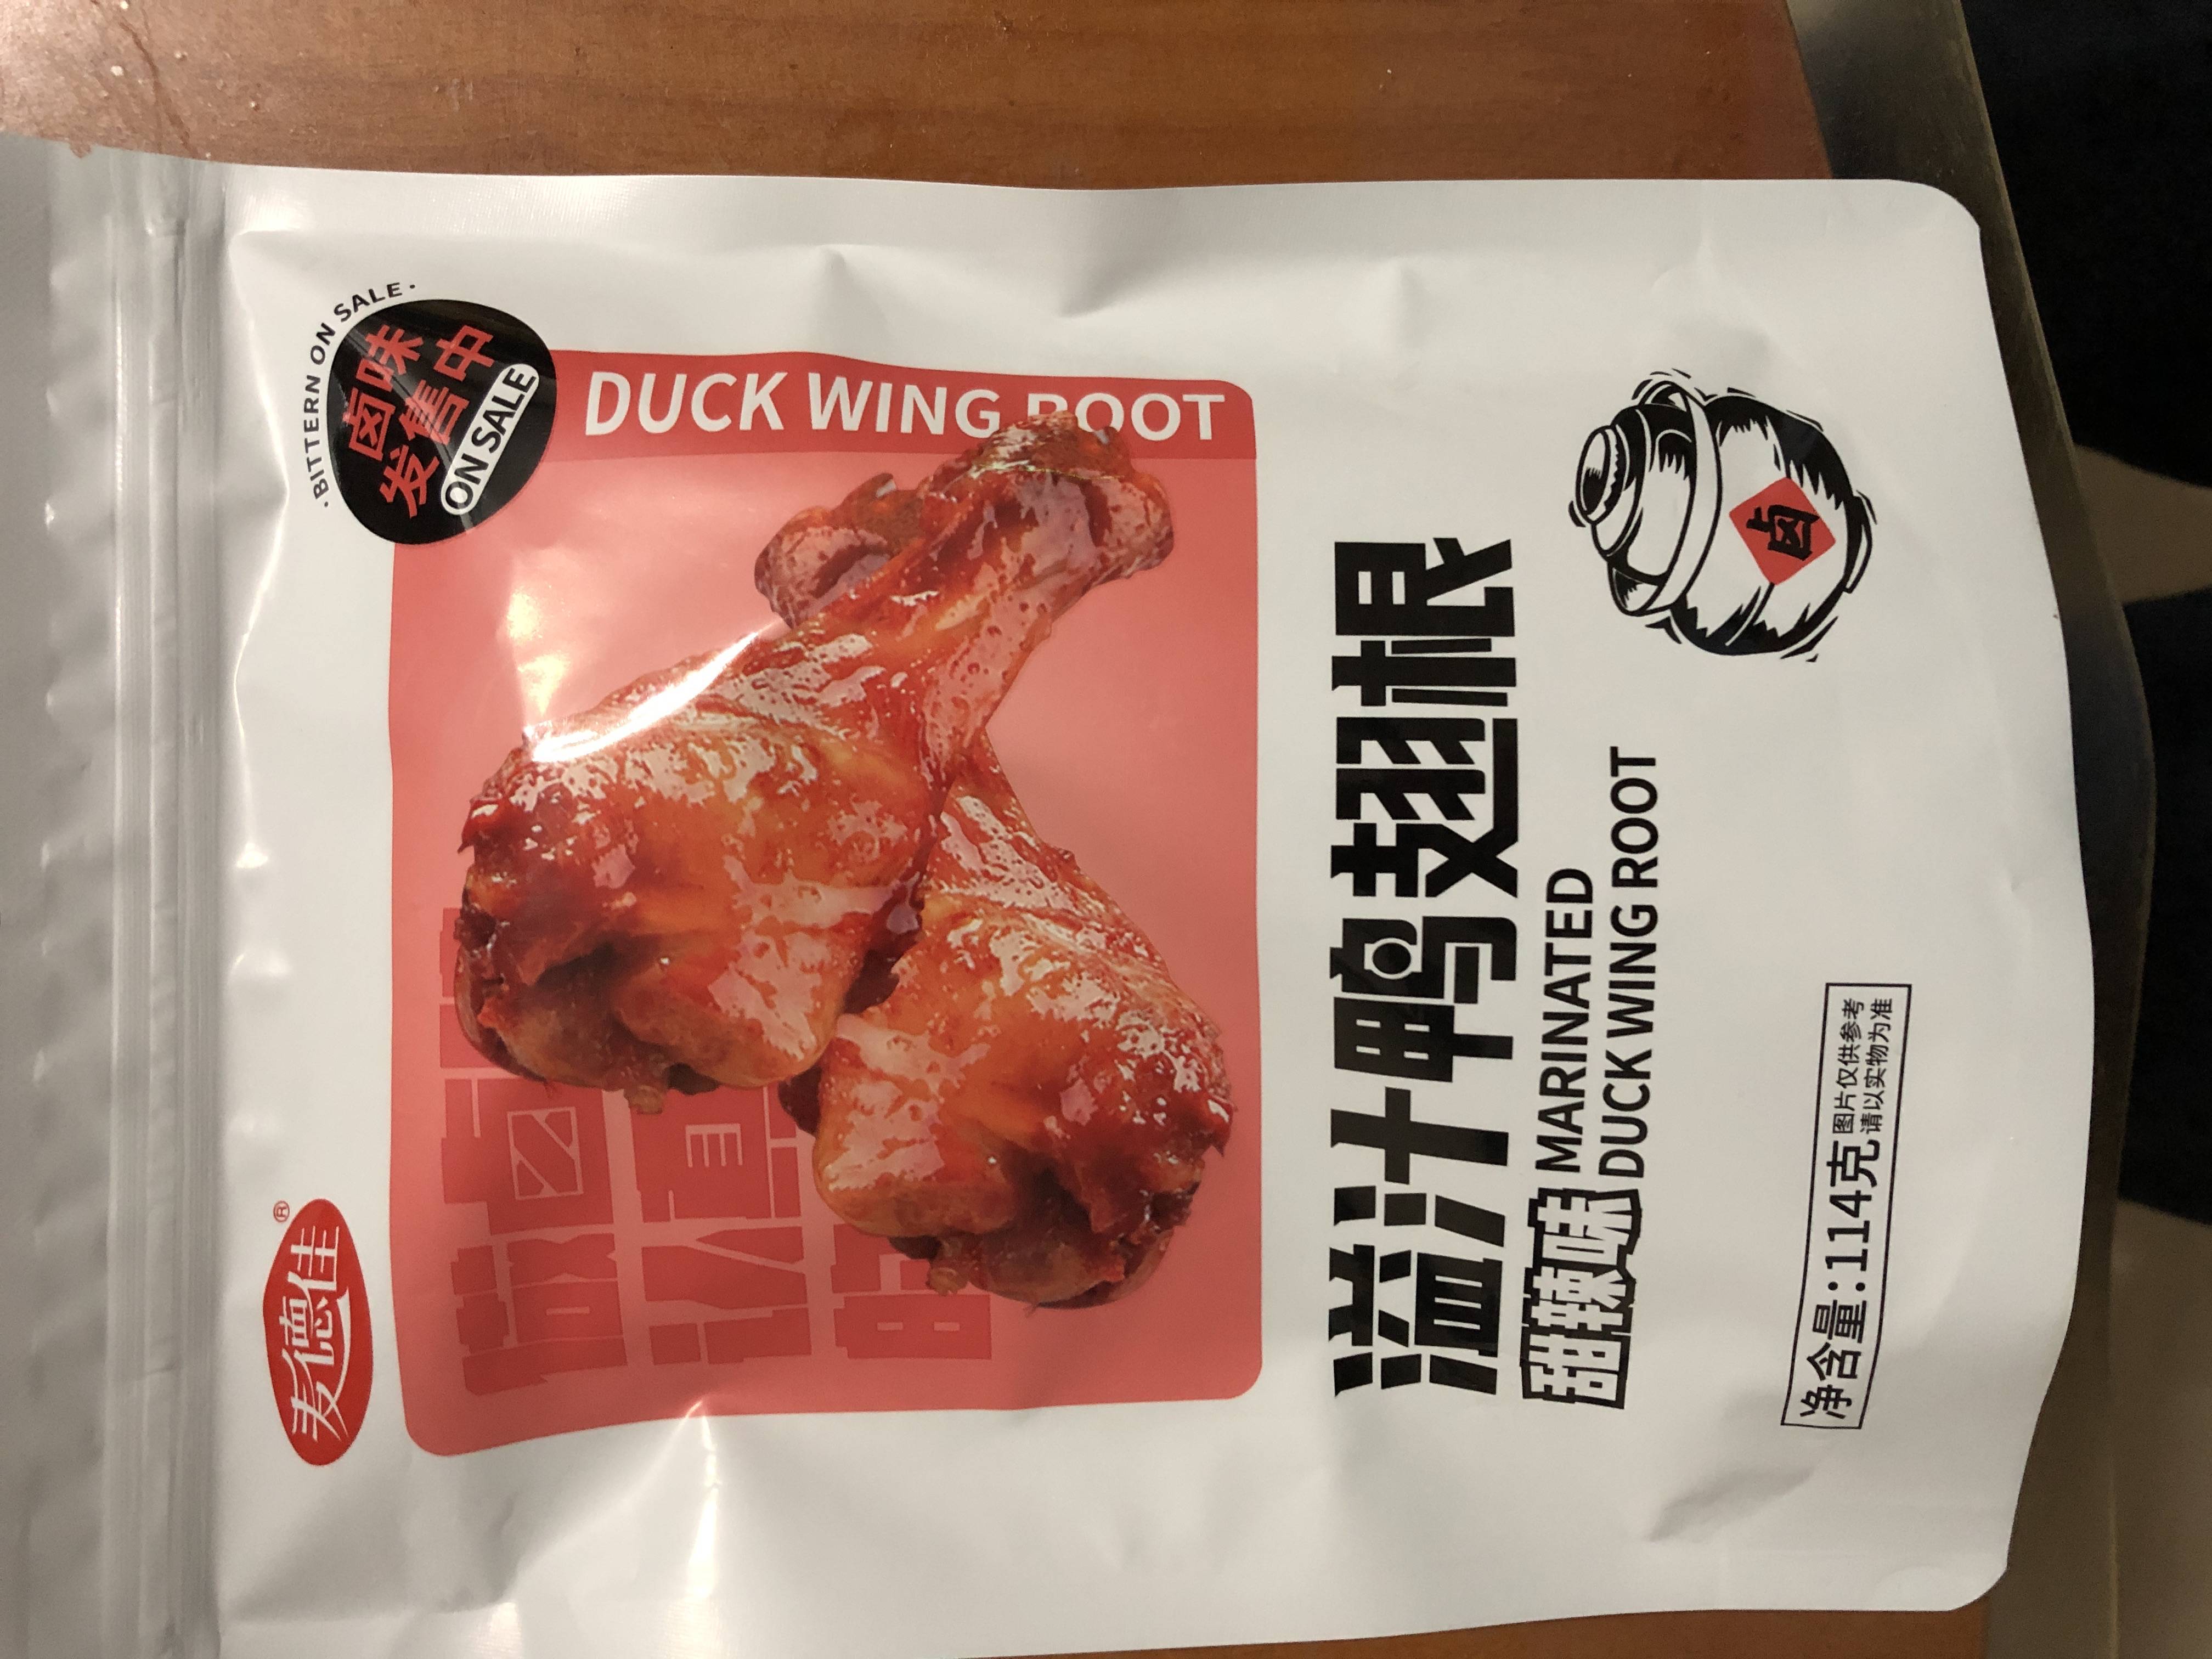 麦德佳
®
·BITTERN ON SALE·
卤味
发售中
ON SALE
DUCK WING ROOT
溢汁鸭翅根
甜辣味
MARINATED
DUCK WING ROOT
卤
净含量:114克
图片仅供参考
请以实物为准